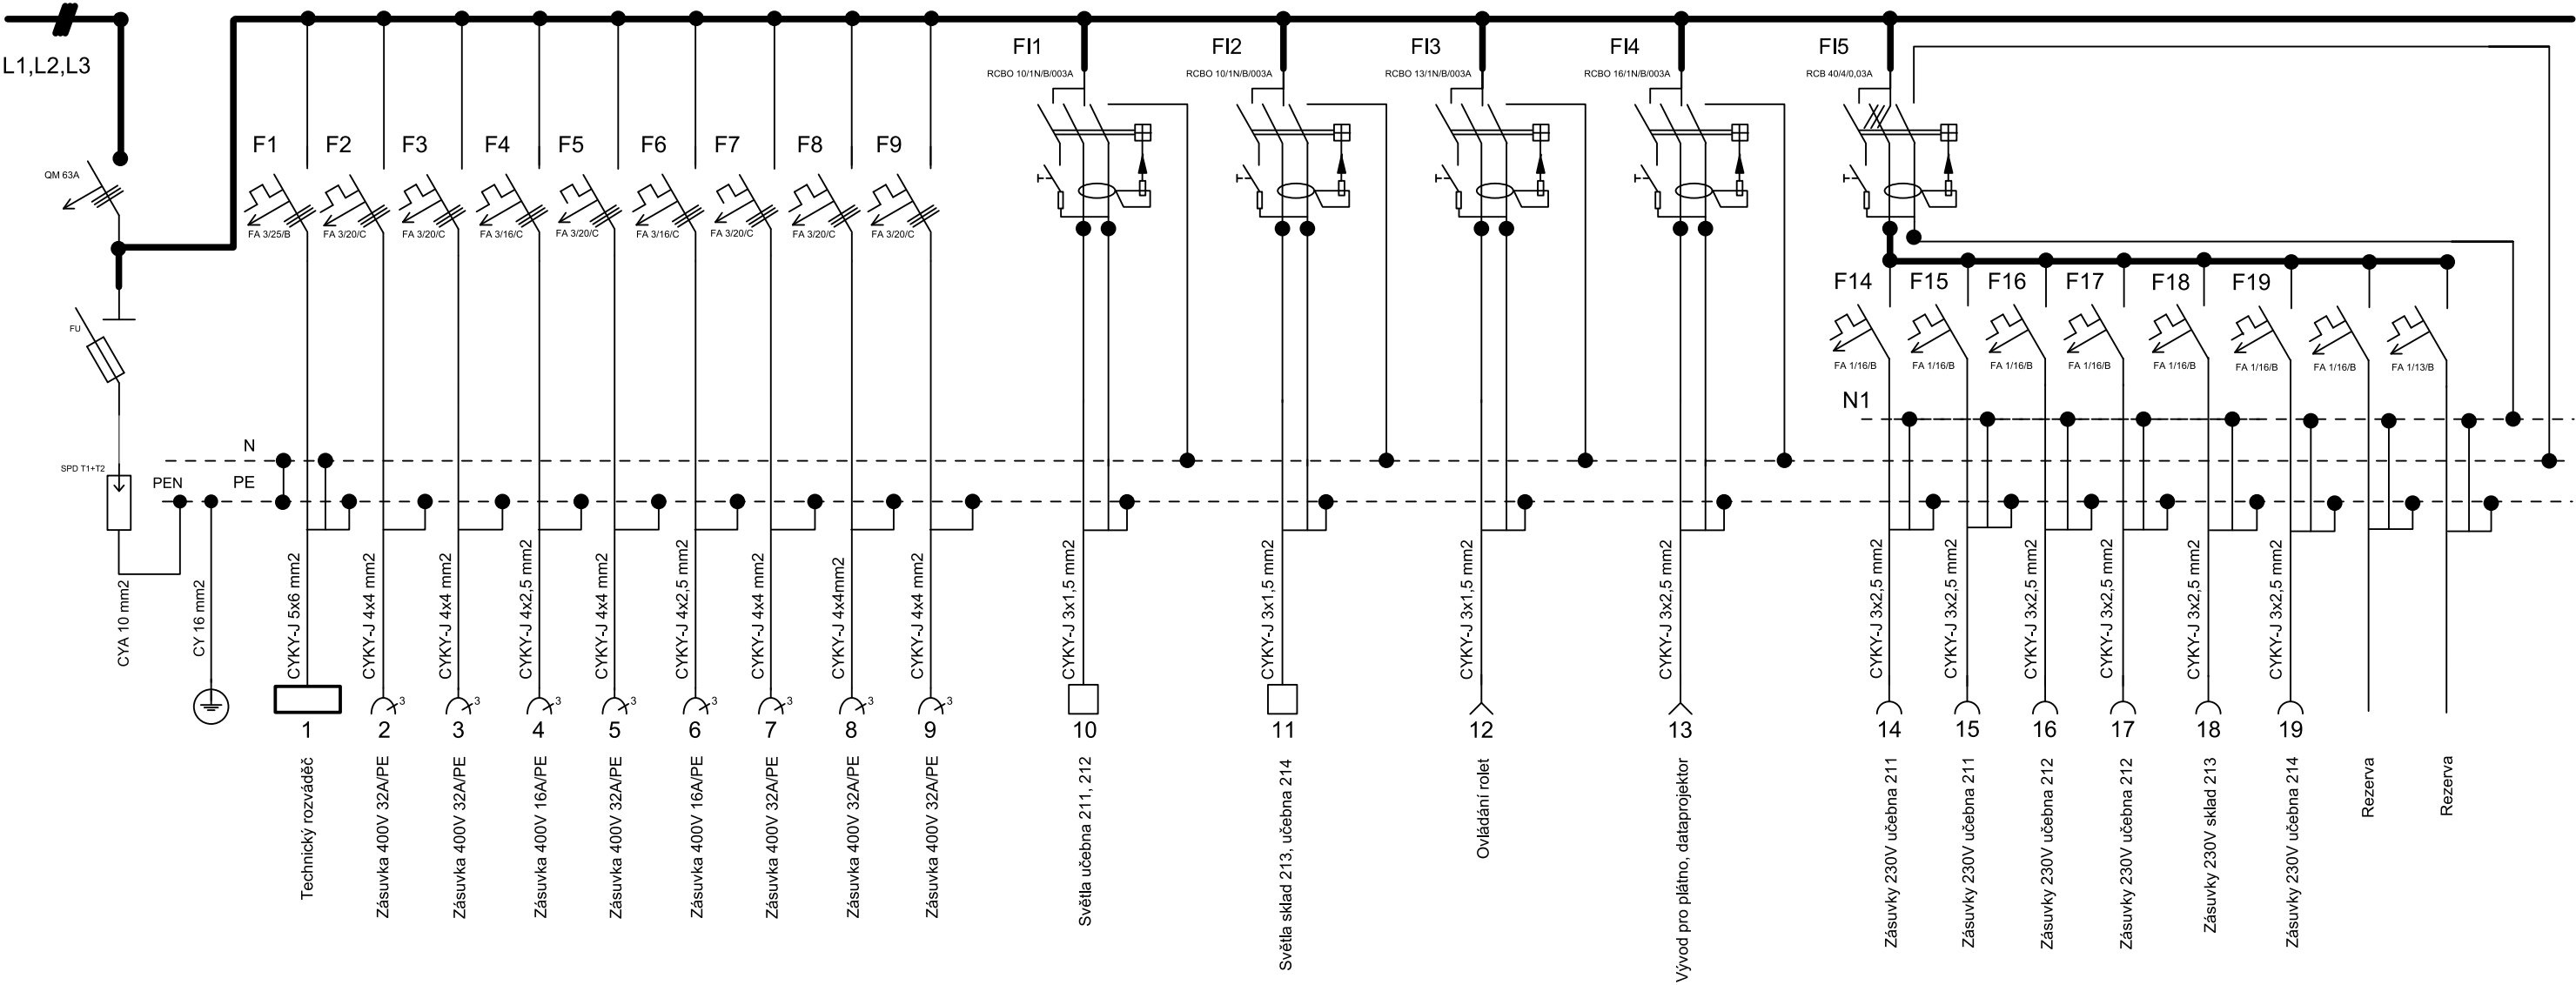 L1,L2,L3
QM 63A
FU
SPD T1+T2
PEN
N
PE
CYA 10 mm2
CY 16 mm2
F1
F2
F3
F4
F5
F6
F7
F8
F9
FA 3/25/B
FA 3/20/C
FA 3/20/C
FA 3/16/C
FA 3/20/C
FA 3/16/C
FA 3/20/C
FA 3/20/C
FA 3/20/C
FI1
RCBO 10/1N/B/003A
FI2
RCBO 10/1N/B/003A
FI3
RCBO 13/1N/B/003A
FI4
RCBO 16/1N/B/003A
FI5
RCB 40/4/0,03A
F14
F15
F16
F17
F18
F19
FA 1/16/B
FA 1/16/B
FA 1/16/B
FA 1/16/B
FA 1/16/B
FA 1/16/B
FA 1/16/B
FA 1/13/B
N1
CYKY-J 5x6 mm2
CYKY-J 4x4 mm2
CYKY-J 4x4 mm2
CYKY-J 4x2,5 mm2
CYKY-J 4x4 mm2
CYKY-J 4x2,5 mm2
CYKY-J 4x4 mm2
CYKY-J 4x4mm2
CYKY-J 4x4 mm2
CYKY-J 3x1,5 mm2
CYKY-J 3x1,5 mm2
CYKY-J 3x1,5 mm2
CYKY-J 3x2,5 mm2
CYKY-J 3x2,5 mm2
CYKY-J 3x2,5 mm2
CYKY-J 3x2,5 mm2
CYKY-J 3x2,5 mm2
CYKY-J 3x2,5 mm2
CYKY-J 3x2,5 mm2
3
3
3
3
3
3
3
3
1
2
3
4
5
6
7
8
9
10
11
12
13
14
15
16
17
18
19
Technický rozváděč
Zásuvka 400V 32A/PE
Zásuvka 400V 32A/PE
Zásuvka 400V 16A/PE
Zásuvka 400V 32A/PE
Zásuvka 400V 16A/PE
Zásuvka 400V 32A/PE
Zásuvka 400V 32A/PE
Zásuvka 400V 32A/PE
Světla učebna 211, 212
Světla sklad 213, učebna 214
Ovládání rolet
Vývod pro plátno, dataprojektor
Zásuvky 230V učebna 211
Zásuvky 230V učebna 211
Zásuvky 230V učebna 212
Zásuvky 230V učebna 212
Zásuvky 230V sklad 213
Zásuvky 230V učebna 214
Rezerva
Rezerva